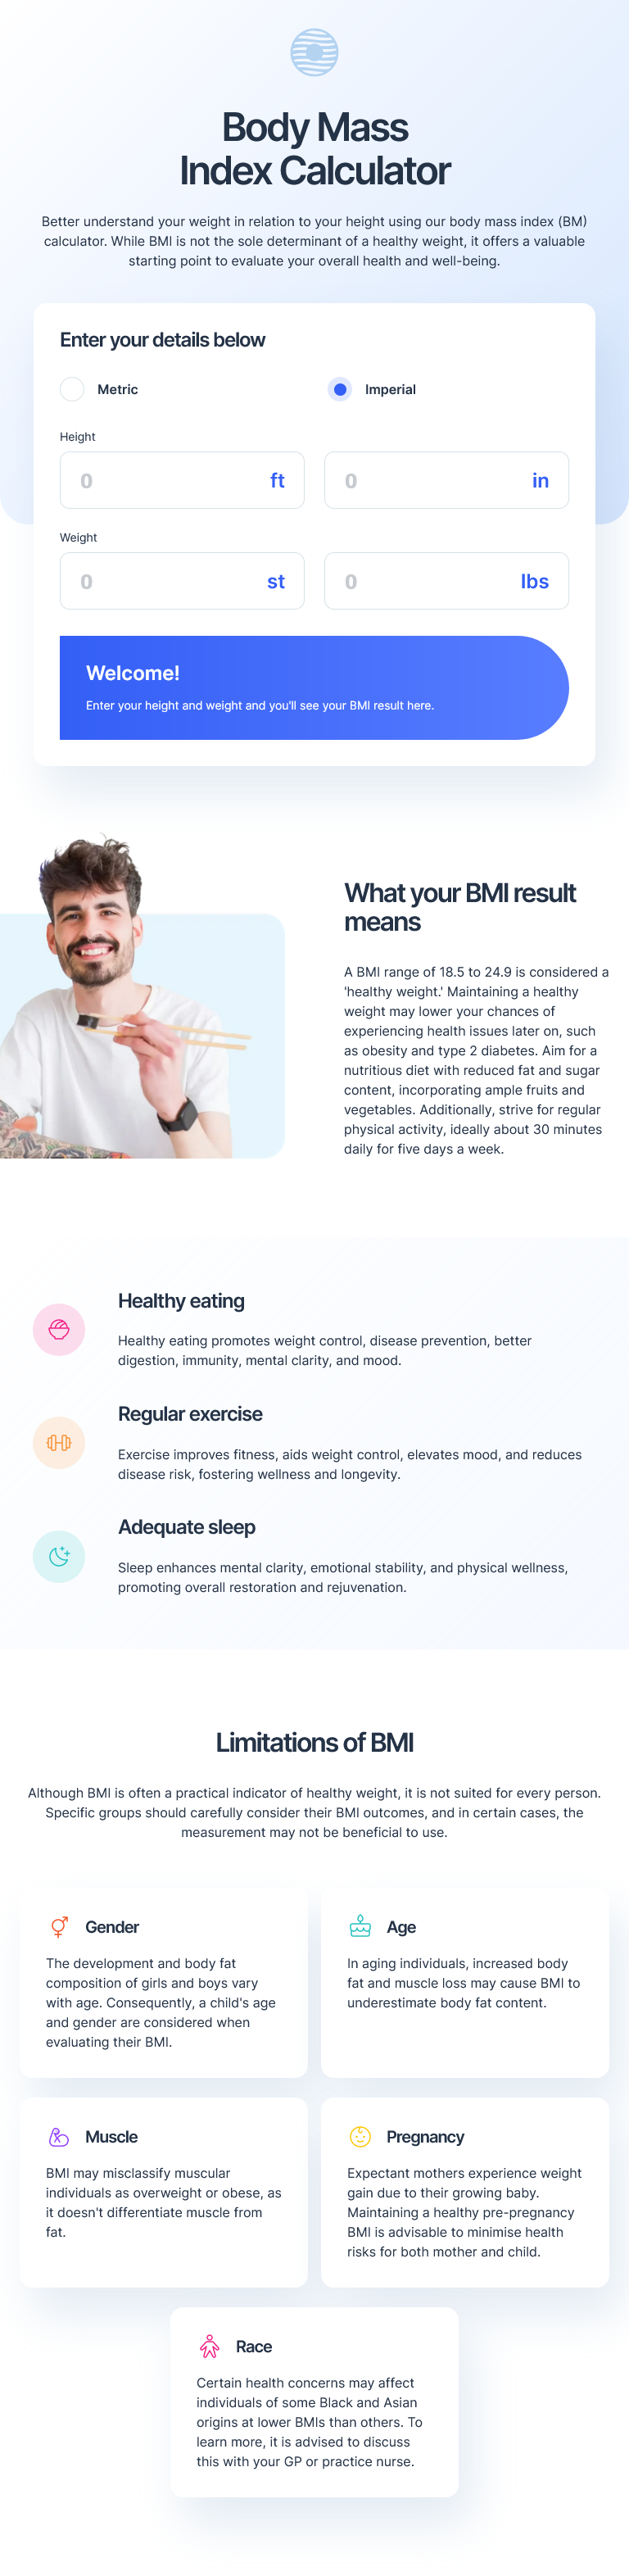 Body Mass
Index Calculator
Better understand your weight in relation to your height using our body mass index (BM)
calculator. While BMI is not the sole determinant of a healthy weight, it offers a valuable
starting point to evaluate your overall health and well-being.
Enter your details below
Metric
Imperial
Height
0 ft
0 in
Weight
0 st
0 lbs
Welcome!
Enter your height and weight and you'll see your BMI result here.
What your BMI result
means
A BMI range of 18.5 to 24.9 is considered a
'healthy weight.' Maintaining a healthy
weight may lower your chances of
experiencing health issues later on, such
as obesity and type 2 diabetes. Aim for a
nutritious diet with reduced fat and sugar
content, incorporating ample fruits and
vegetables. Additionally, strive for regular
physical activity, ideally about 30 minutes
daily for five days a week.
Healthy eating
Healthy eating promotes weight control, disease prevention, better
digestion, immunity, mental clarity, and mood.
Regular exercise
Exercise improves fitness, aids weight control, elevates mood, and reduces
disease risk, fostering wellness and longevity.
Adequate sleep
Sleep enhances mental clarity, emotional stability, and physical wellness,
promoting overall restoration and rejuvenation.
Limitations of BMI
Although BMI is often a practical indicator of healthy weight, it is not suited for every person.
Specific groups should carefully consider their BMI outcomes, and in certain cases, the
measurement may not be beneficial to use.
Gender
The development and body fat
composition of girls and boys vary
with age. Consequently, a child's age
and gender are considered when
evaluating their BMI.
Age
In aging individuals, increased body
fat and muscle loss may cause BMI to
underestimate body fat content.
Muscle
BMI may misclassify muscular
individuals as overweight or obese, as
it doesn't differentiate muscle from
fat.
Pregnancy
Expectant mothers experience weight
gain due to their growing baby.
Maintaining a healthy pre-pregnancy
BMI is advisable to minimise health
risks for both mother and child.
Race
Certain health concerns may affect
individuals of some Black and Asian
origins at lower BMIs than others. To
learn more, it is advised to discuss
this with your GP or practice nurse.